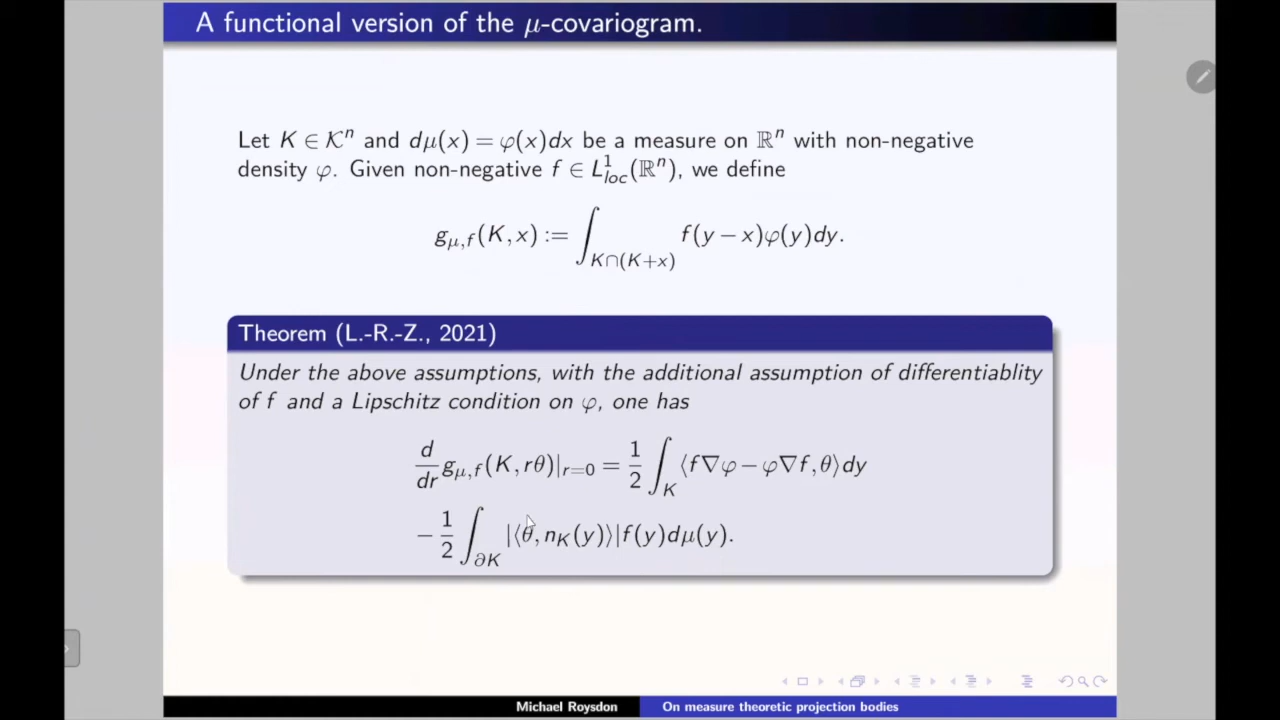 A functional version of the μ-covariogram.
Let K ∈ 𝒦ⁿ and dμ(x) = φ(x)dx be a measure on ℝⁿ with non-negative
density φ. Given non-negative f ∈ L¹_loc(ℝⁿ), we define
g_{μ,f}(K, x) := ∫_{K∩(K+x)} f(y − x)φ(y)dy.
Theorem (L.-R.-Z., 2021)
Under the above assumptions, with the additional assumption of differentiablity
of f and a Lipschitz condition on φ, one has
d/dr g_{μ,f}(K, rθ)|_{r=0} = 1/2 ∫_K ⟨f∇φ − φ∇f, θ⟩dy
− 1/2 ∫_{∂K} |⟨θ, n_K(y)⟩|f(y)dμ(y).
Michael Roysdon On measure theoretic projection bodies